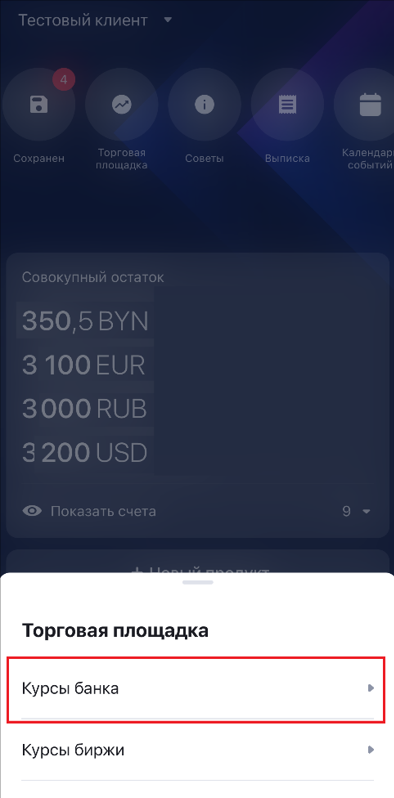 Тестовый клиент
4
Сохранен
Торговая
площадка
Советы
Выписка
Календарь
событий
Совокупный остаток
350,5 BYN
3 100 EUR
3 000 RUB
3 200 USD
Показать счета
9
+ Новый продукт
Торговая площадка
Курсы банка
Курсы биржи